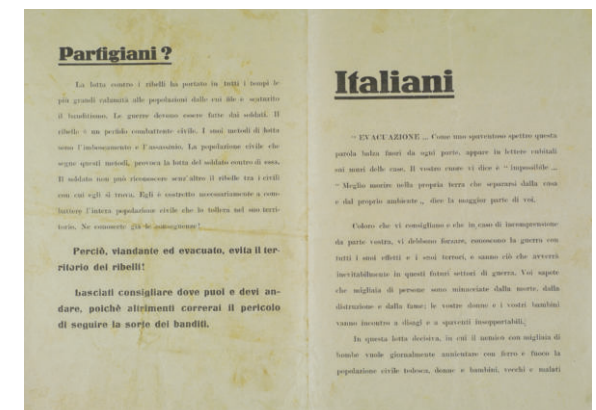 Partigiani ?
La lotta contro i ribelli ha portato in tutti i tempi le
più grandi calamità alle popolazioni dalle cui file è scaturito
il banditismo. Le guerre devono essere fatte dai soldati. Il
ribelle è un perfido combattente civile. I suoi metodi di lotta
sono l'imboscamento e l'assassinio. La popolazione civile che
segue questi metodi, provoca la lotta del soldato contro di essa.
Il soldato non può riconoscere senz'altro il ribelle tra i civili
con cui egli si trova. Egli è costretto necessariamente a com-
battere l'intera popolazione civile che lo tollera nel suo terri-
torio. Ne conoscete già le conseguenze!
Perciò, viandante ed evacuato, evita il ter-
ritorio dei ribelli!
Lasciati consigliare dove puoi e devi an-
dare, poichè altrimenti correrai il pericolo
di seguire la sorte dei banditi.
Italiani
" EVACUAZIONE „ Come uno spaventoso spettro questa
parola balza fuori da ogni parte, appare in lettere cubitali
sui muri delle case. Il vostro cuore vi dice è " impossibile „
" Meglio morire nella propria terra che separarsi dalla casa
e dal proprio ambiente „ dice la maggior parte di voi.
Coloro che vi consigliano e che in caso di incomprensione
da parte vostra, vi debbono forzare, conoscono la guerra con
tutti i suoi effetti e i suoi terrori, e sanno ciò che avverrà
inevitabilmente in questi futuri settori di guerra. Voi sapete
che migliaia di persone sono minacciate dalla morte, dalla
distruzione e dalla fame; le vostre donne e i vostri bambini
vanno incontro a disagi e a spaventi insopportabili.
In questa lotta decisiva, in cui il nemico con migliaia di
bombe vuole giornalmente annientare con ferro e fuoco la
popolazione civile tedesca, donne e bambini, vecchi e malati